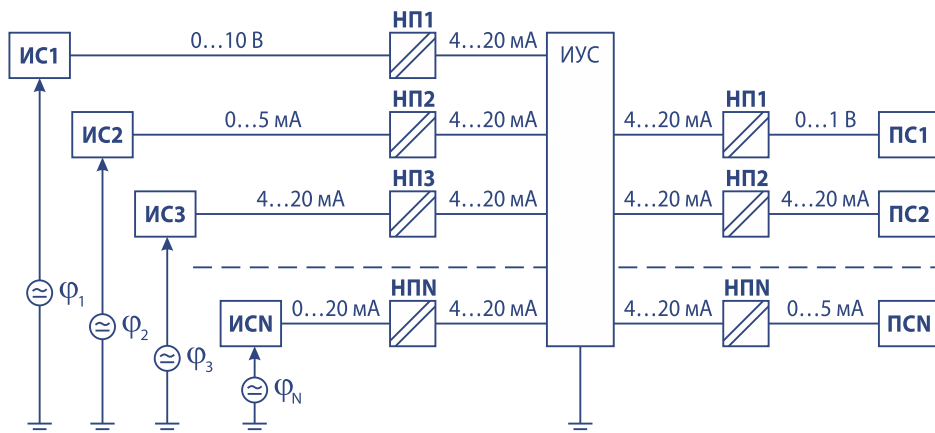 НП1
ИС1 0…10 В 4…20 мА ИУС
НП2 НП1
ИС2 0…5 мА 4…20 мА 4…20 мА 0…1 В ПС1
НП3 НП2
ИС3 4…20 мА 4…20 мА 4…20 мА 4…20 мА ПС2
φ1
НПN НПN
ИСN 0…20 мА 4…20 мА 4…20 мА 0…5 мА ПСN
φ2
φ3
φN